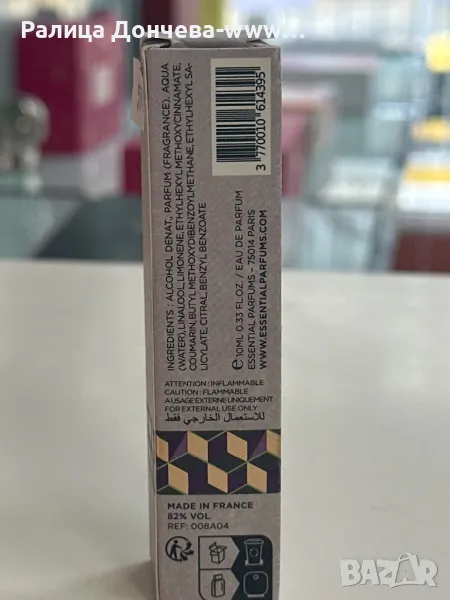 Ралица Дончева-www...
INGREDIENTS : ALCOHOL DENAT., PARFUM (FRAGRANCE), AQUA
(WATER), LINALOOL, LIMONENE, ETHYLHEXYL METHOXYCINNAMATE,
COUMARIN, BUTYL METHOXYDIBENZOYLMETHANE, ETHYLHEXYL SA-
LICYLATE, CITRAL, BENZYL BENZOATE
3 770010 614395
e 10ML 0.33 FL.OZ / EAU DE PARFUM
ESSENTIAL PARFUMS - 75014 PARIS
WWW.ESSENTIALPARFUMS.COM
ATTENTION : INFLAMMABLE
CAUTION : FLAMMABLE
A USAGE EXTERNE UNIQUEMENT
FOR EXTERNAL USE ONLY
للاستعمال الخارجي فقط
MADE IN FRANCE
82% VOL
REF: 008A04
BAZAR